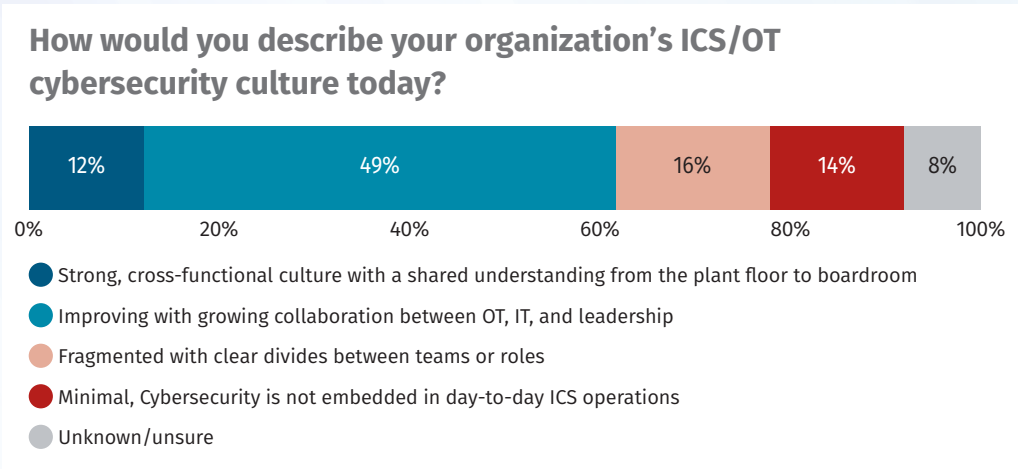 How would you describe your organization’s ICS/OT
cybersecurity culture today?
12% 49% 16% 14% 8%
0% 20% 40% 60% 80% 100%
Strong, cross-functional culture with a shared understanding from the plant floor to boardroom
Improving with growing collaboration between OT, IT, and leadership
Fragmented with clear divides between teams or roles
Minimal, Cybersecurity is not embedded in day-to-day ICS operations
Unknown/unsure